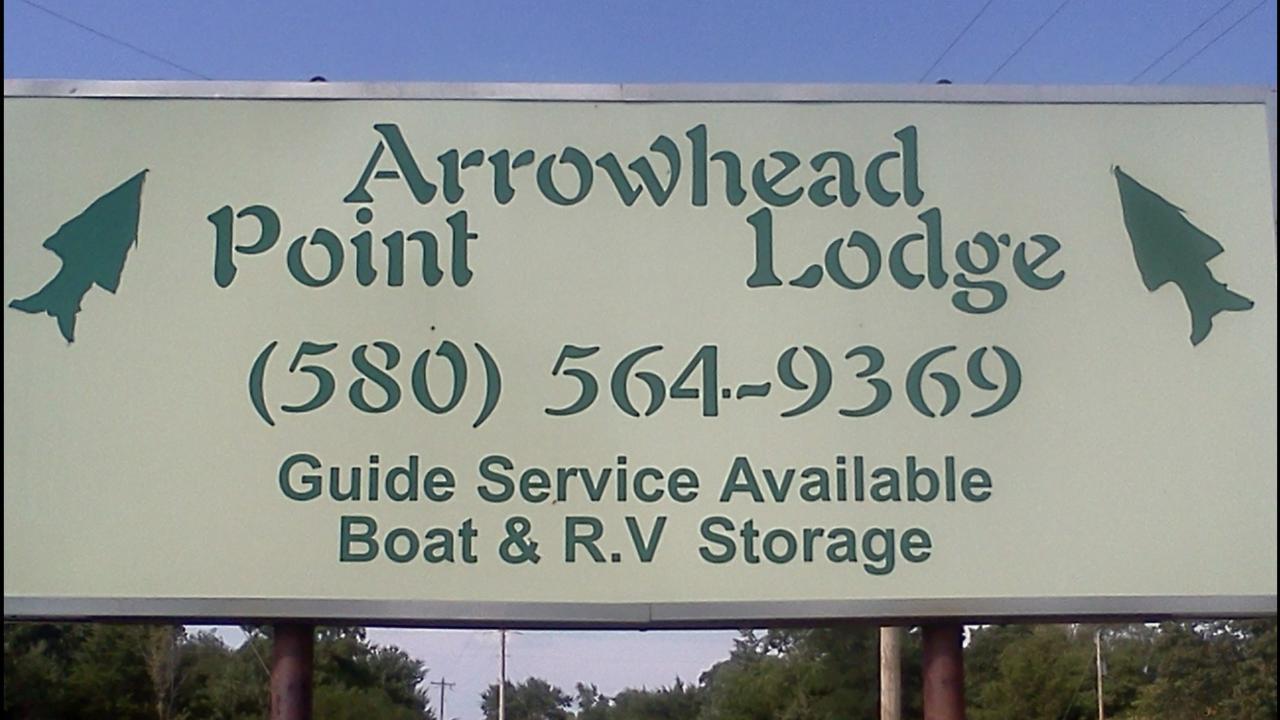 Arrowhead
Point Lodge
(580) 564-9369
Guide Service Available
Boat & R.V Storage